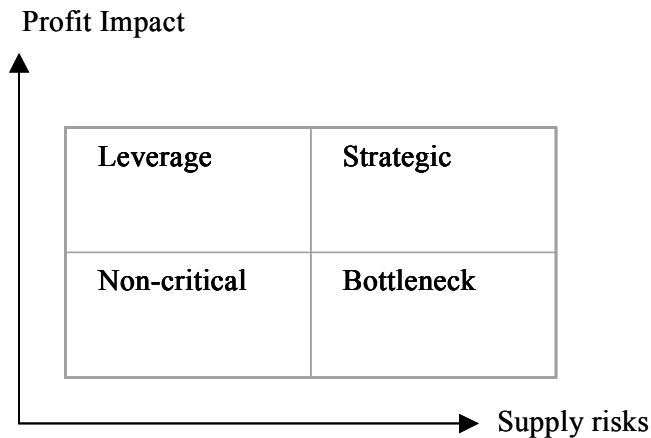 Profit Impact
Leverage
Strategic
Non-critical
Bottleneck
Supply risks